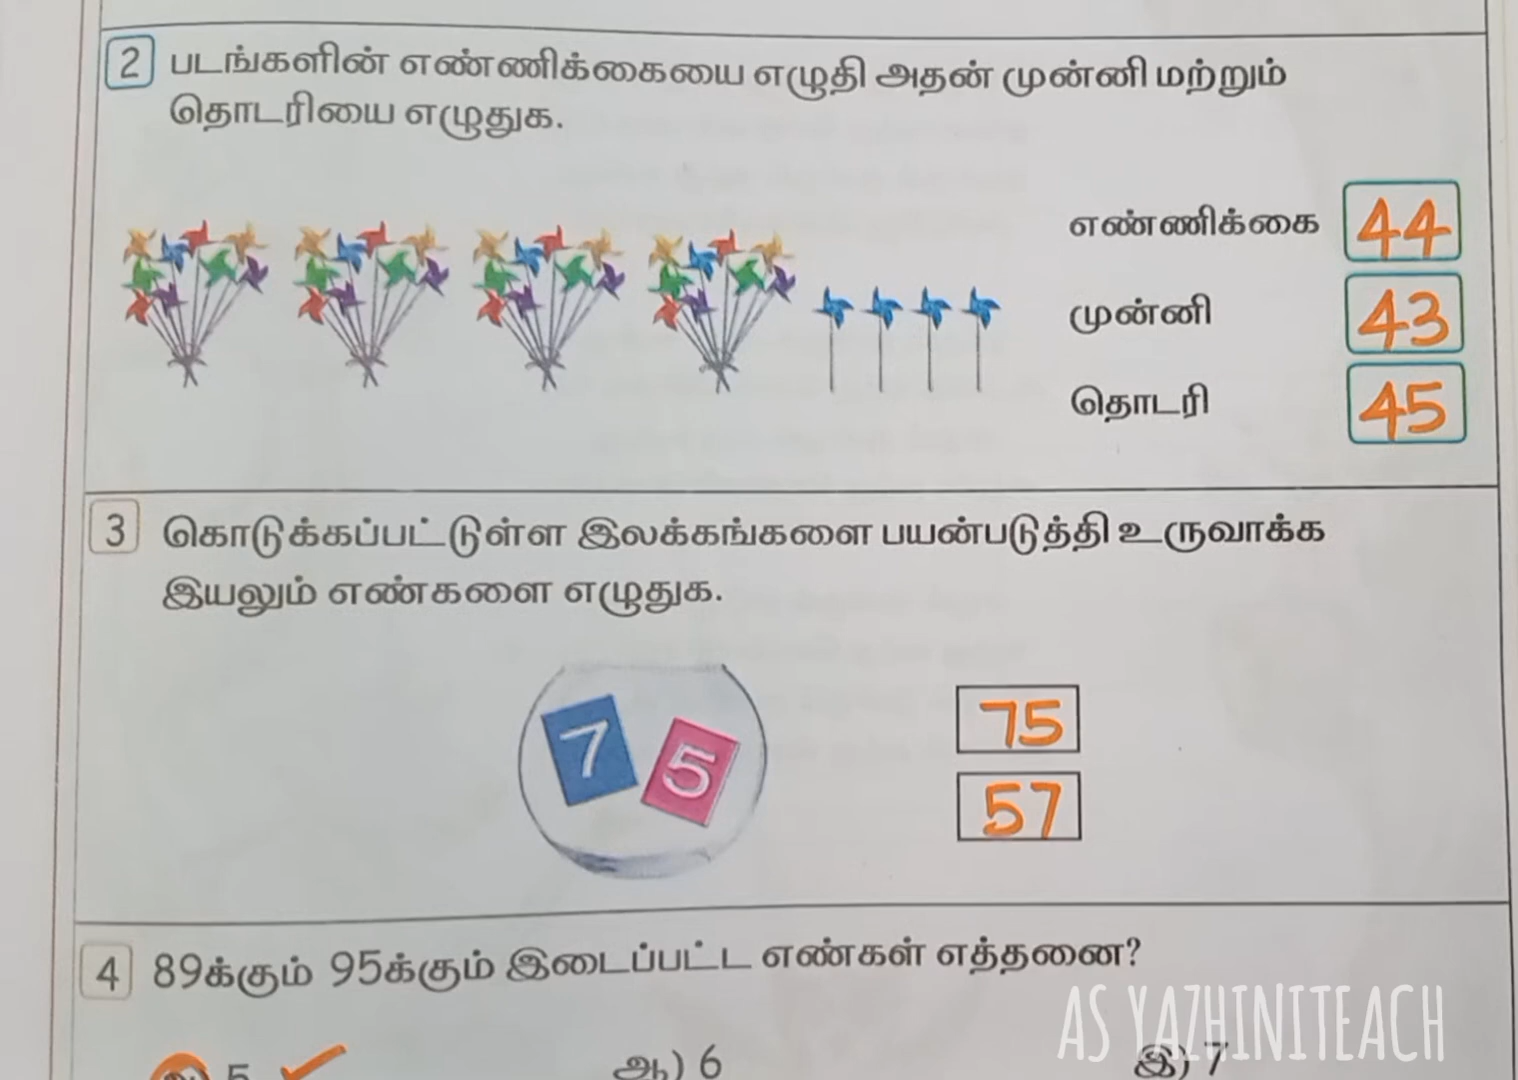 2 படங்களின் எண்ணிக்கையை எழுதி அதன் முன்னி மற்றும்
தொடரியை எழுதுக.
எண்ணிக்கை 44
முன்னி 43
தொடரி 45
3 கொடுக்கப்பட்டுள்ள இலக்கங்களை பயன்படுத்தி உருவாக்க
இயலும் எண்களை எழுதுக.
7 5
75
57
4 89க்கும் 95க்கும் இடைப்பட்ட எண்கள் எத்தனை?
AS YAZHINITEACH
5 ஆ) 6 இ) 7